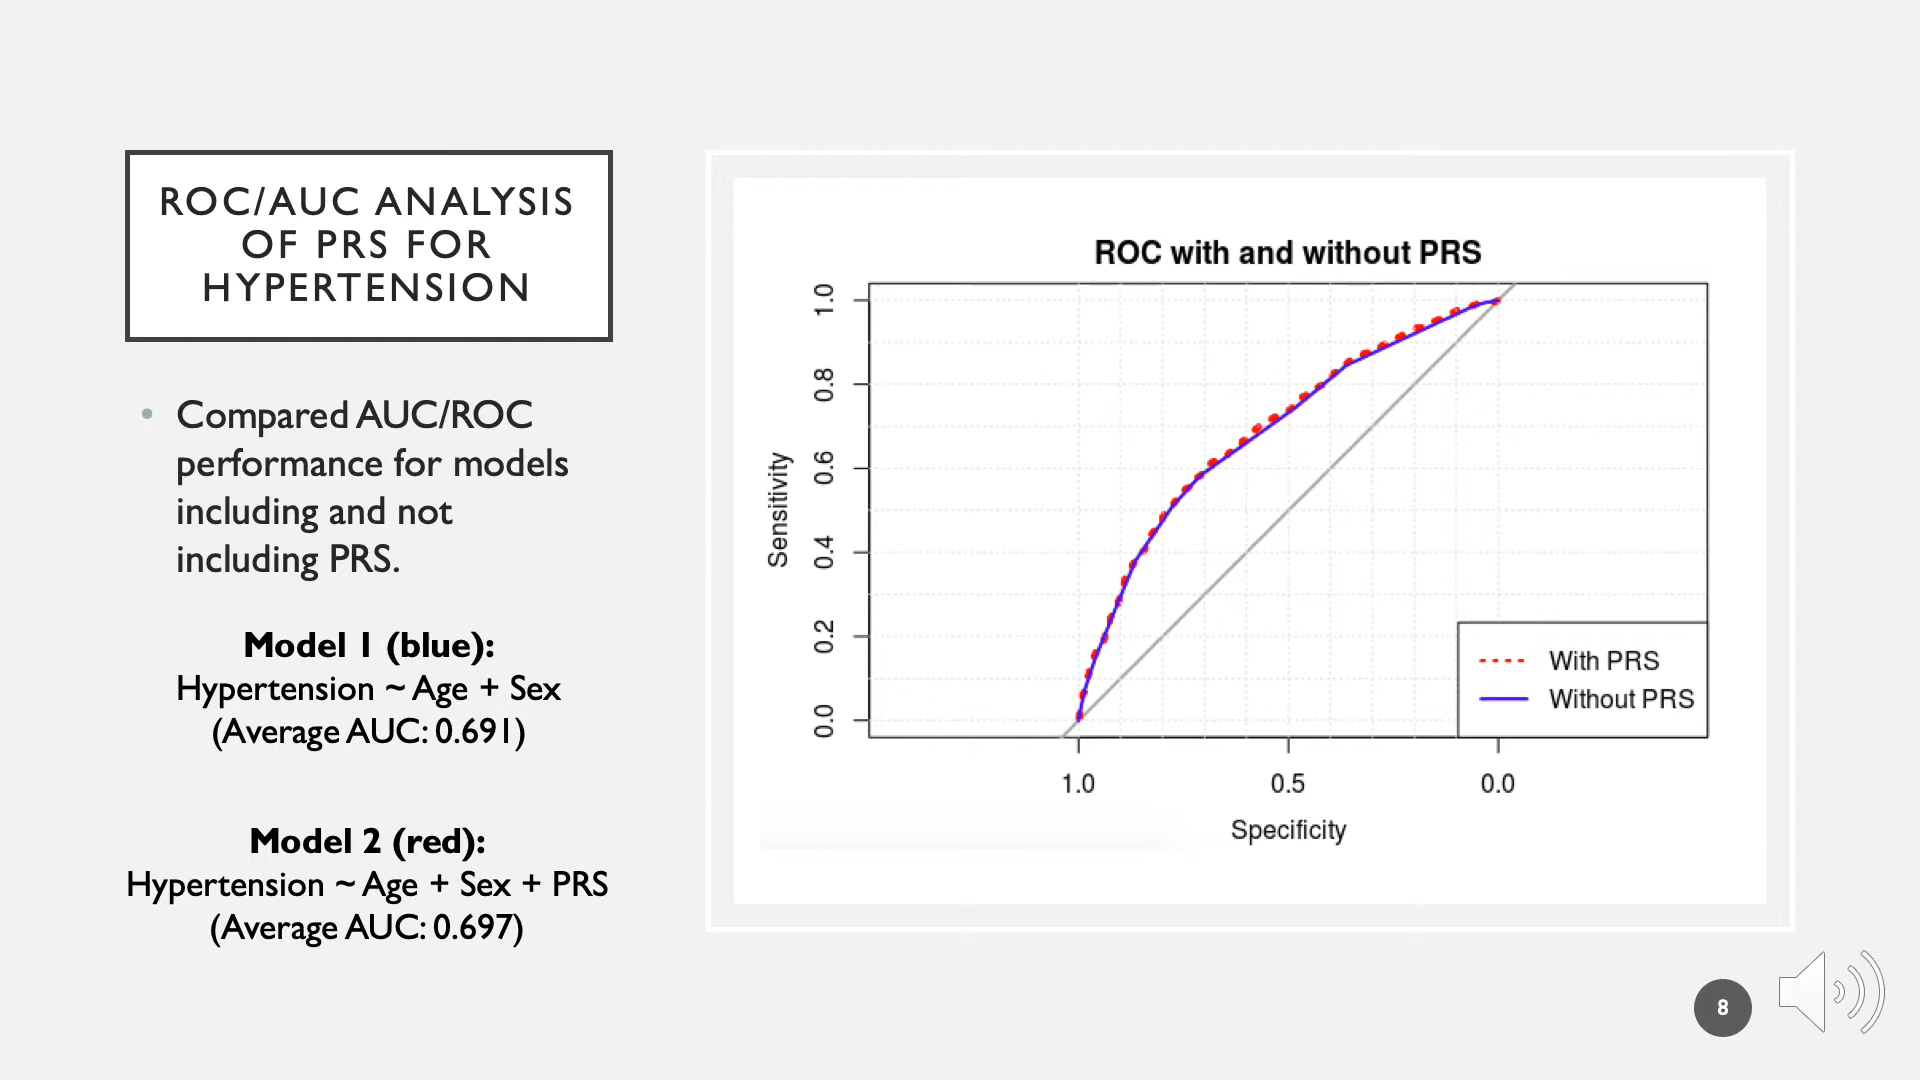 ROC/AUC ANALYSIS
OF PRS FOR
HYPERTENSION
• Compared AUC/ROC
performance for models
including and not
including PRS.
Model 1 (blue):
Hypertension ~ Age + Sex
(Average AUC: 0.691)
Model 2 (red):
Hypertension ~ Age + Sex + PRS
(Average AUC: 0.697)
ROC with and without PRS
Sensitivity
1.0
0.8
0.6
0.4
0.2
0.0
With PRS
Without PRS
1.0 0.5 0.0
Specificity
8